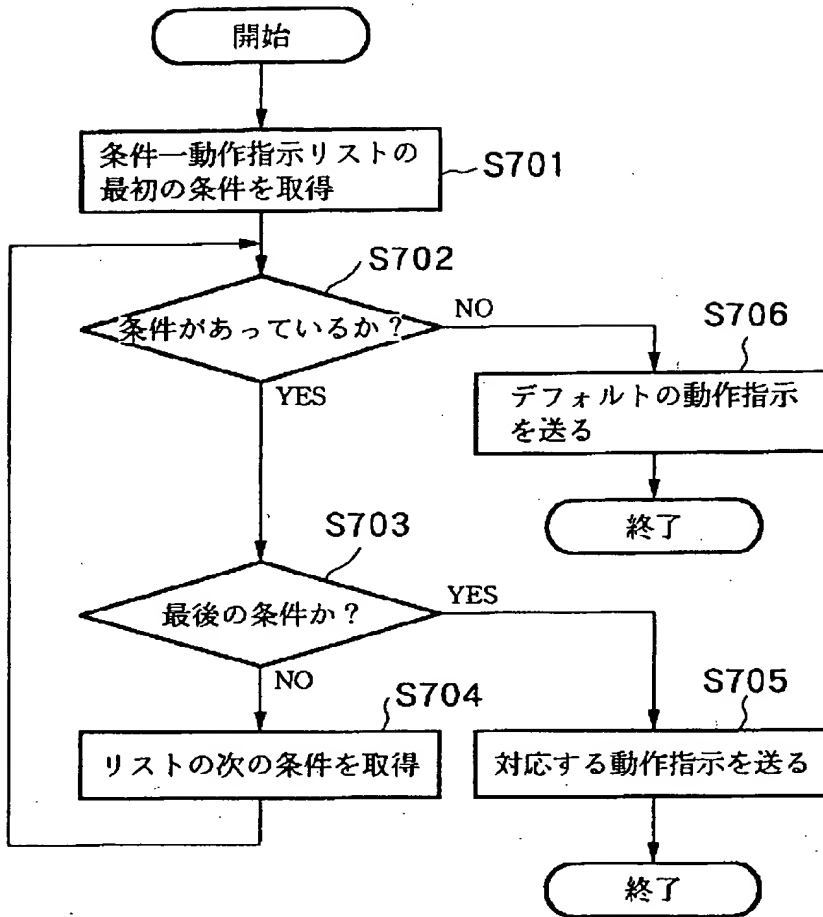 開始
条件一動作指示リストの
最初の条件を取得
S701
S702
条件があっているか?
NO
YES
S706
デフォルトの動作指示
を送る
終了
S703
最後の条件か?
YES
NO
S704
リストの次の条件を取得
S705
対応する動作指示を送る
終了